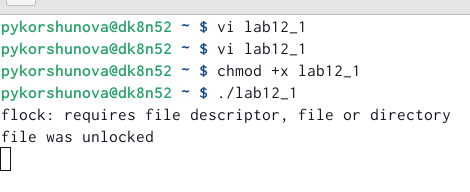 pykorshunova@dk8n52 ~ $ vi lab12_1
pykorshunova@dk8n52 ~ $ vi lab12_1
pykorshunova@dk8n52 ~ $ chmod +x lab12_1
pykorshunova@dk8n52 ~ $ ./lab12_1
flock: requires file descriptor, file or directory
file was unlocked